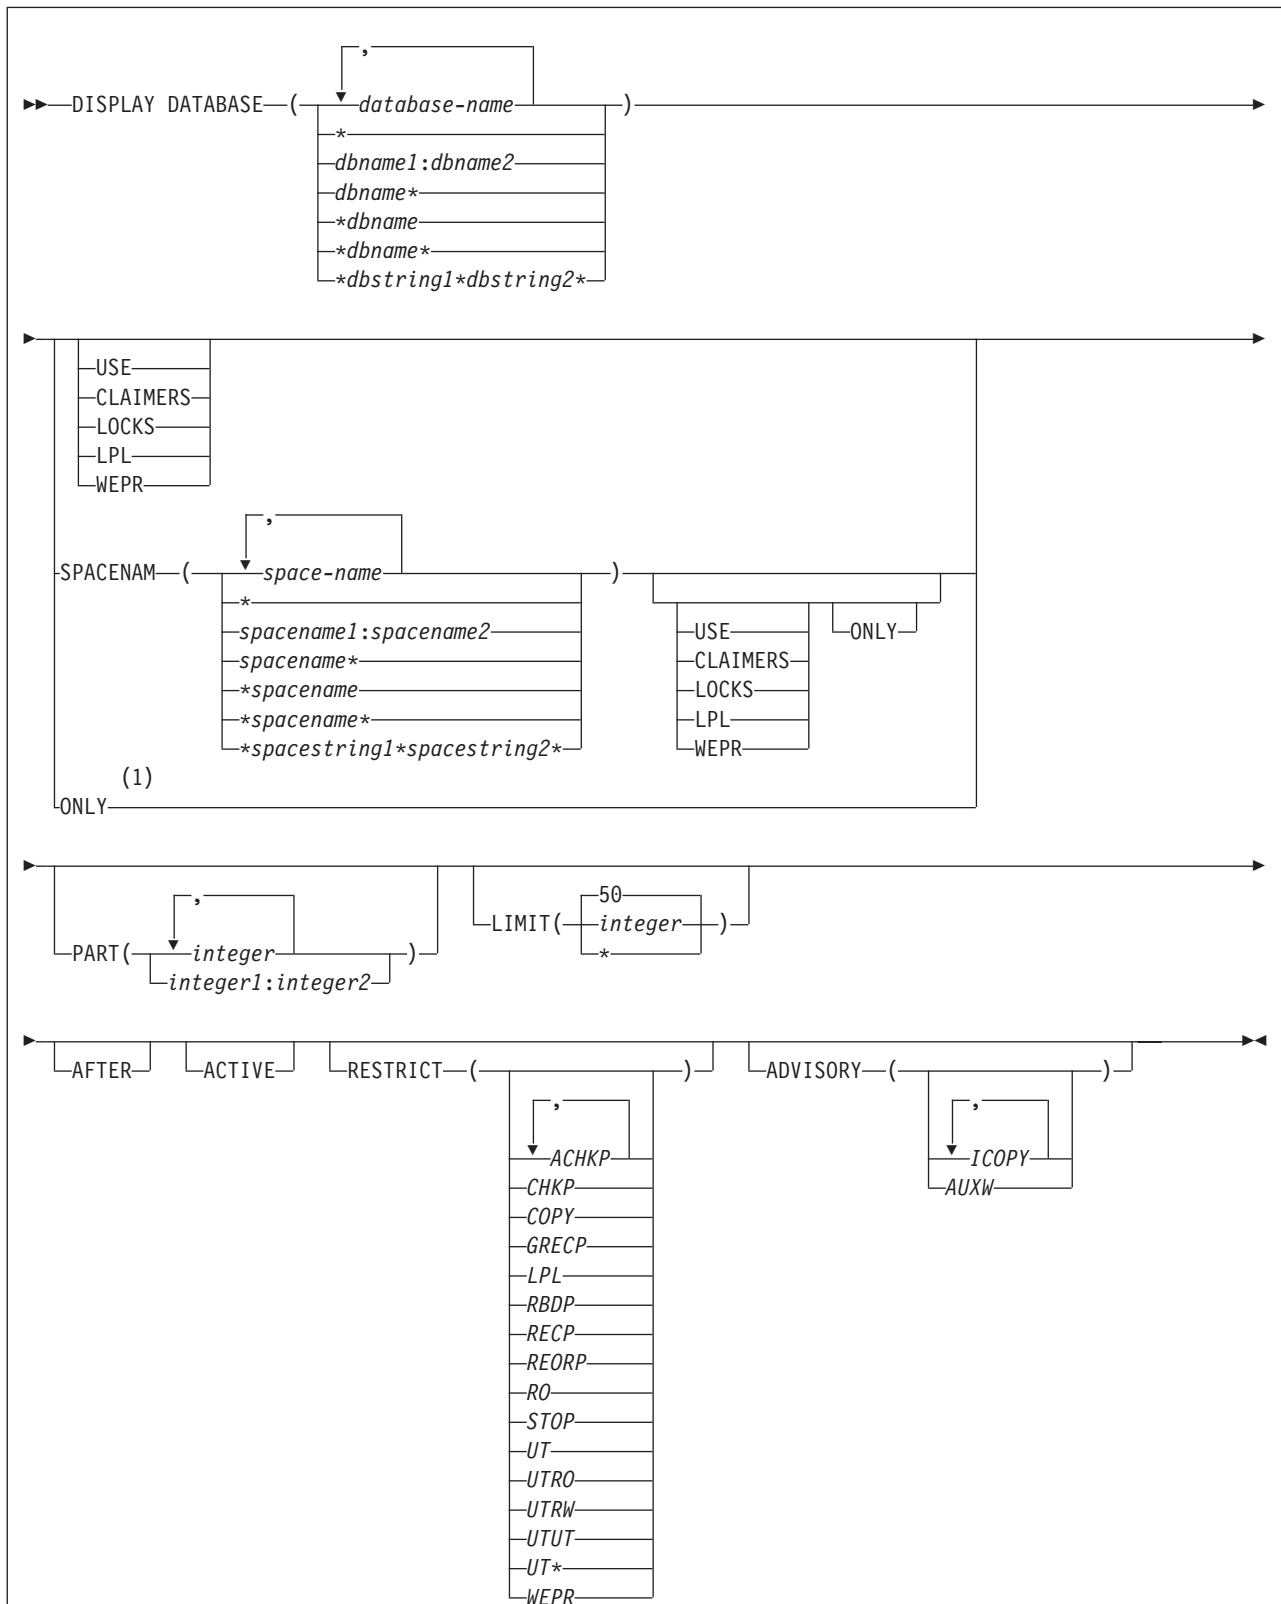 ,
DISPLAY DATABASE ( database-name )
*
dbname1:dbname2
dbname*
*dbname
*dbname*
*dbstring1*dbstring2*
USE
CLAIMERS
LOCKS
LPL
WEPR
,
SPACENAM ( space-name )
*
spacename1:spacename2
spacename*
*spacename
*spacename*
*spacestring1*spacestring2*
USE
CLAIMERS
LOCKS
LPL
WEPR
ONLY
(1)
ONLY
,
PART( integer )
integer1:integer2
50
LIMIT( integer )
*
AFTER ACTIVE RESTRICT ( ) ADVISORY ( )
,
ACHKP
CHKP
COPY
GRECP
LPL
RBDP
RECP
REORP
RO
STOP
UT
UTRO
UTRW
UTUT
UT*
WEPR
,
ICOPY
AUXW